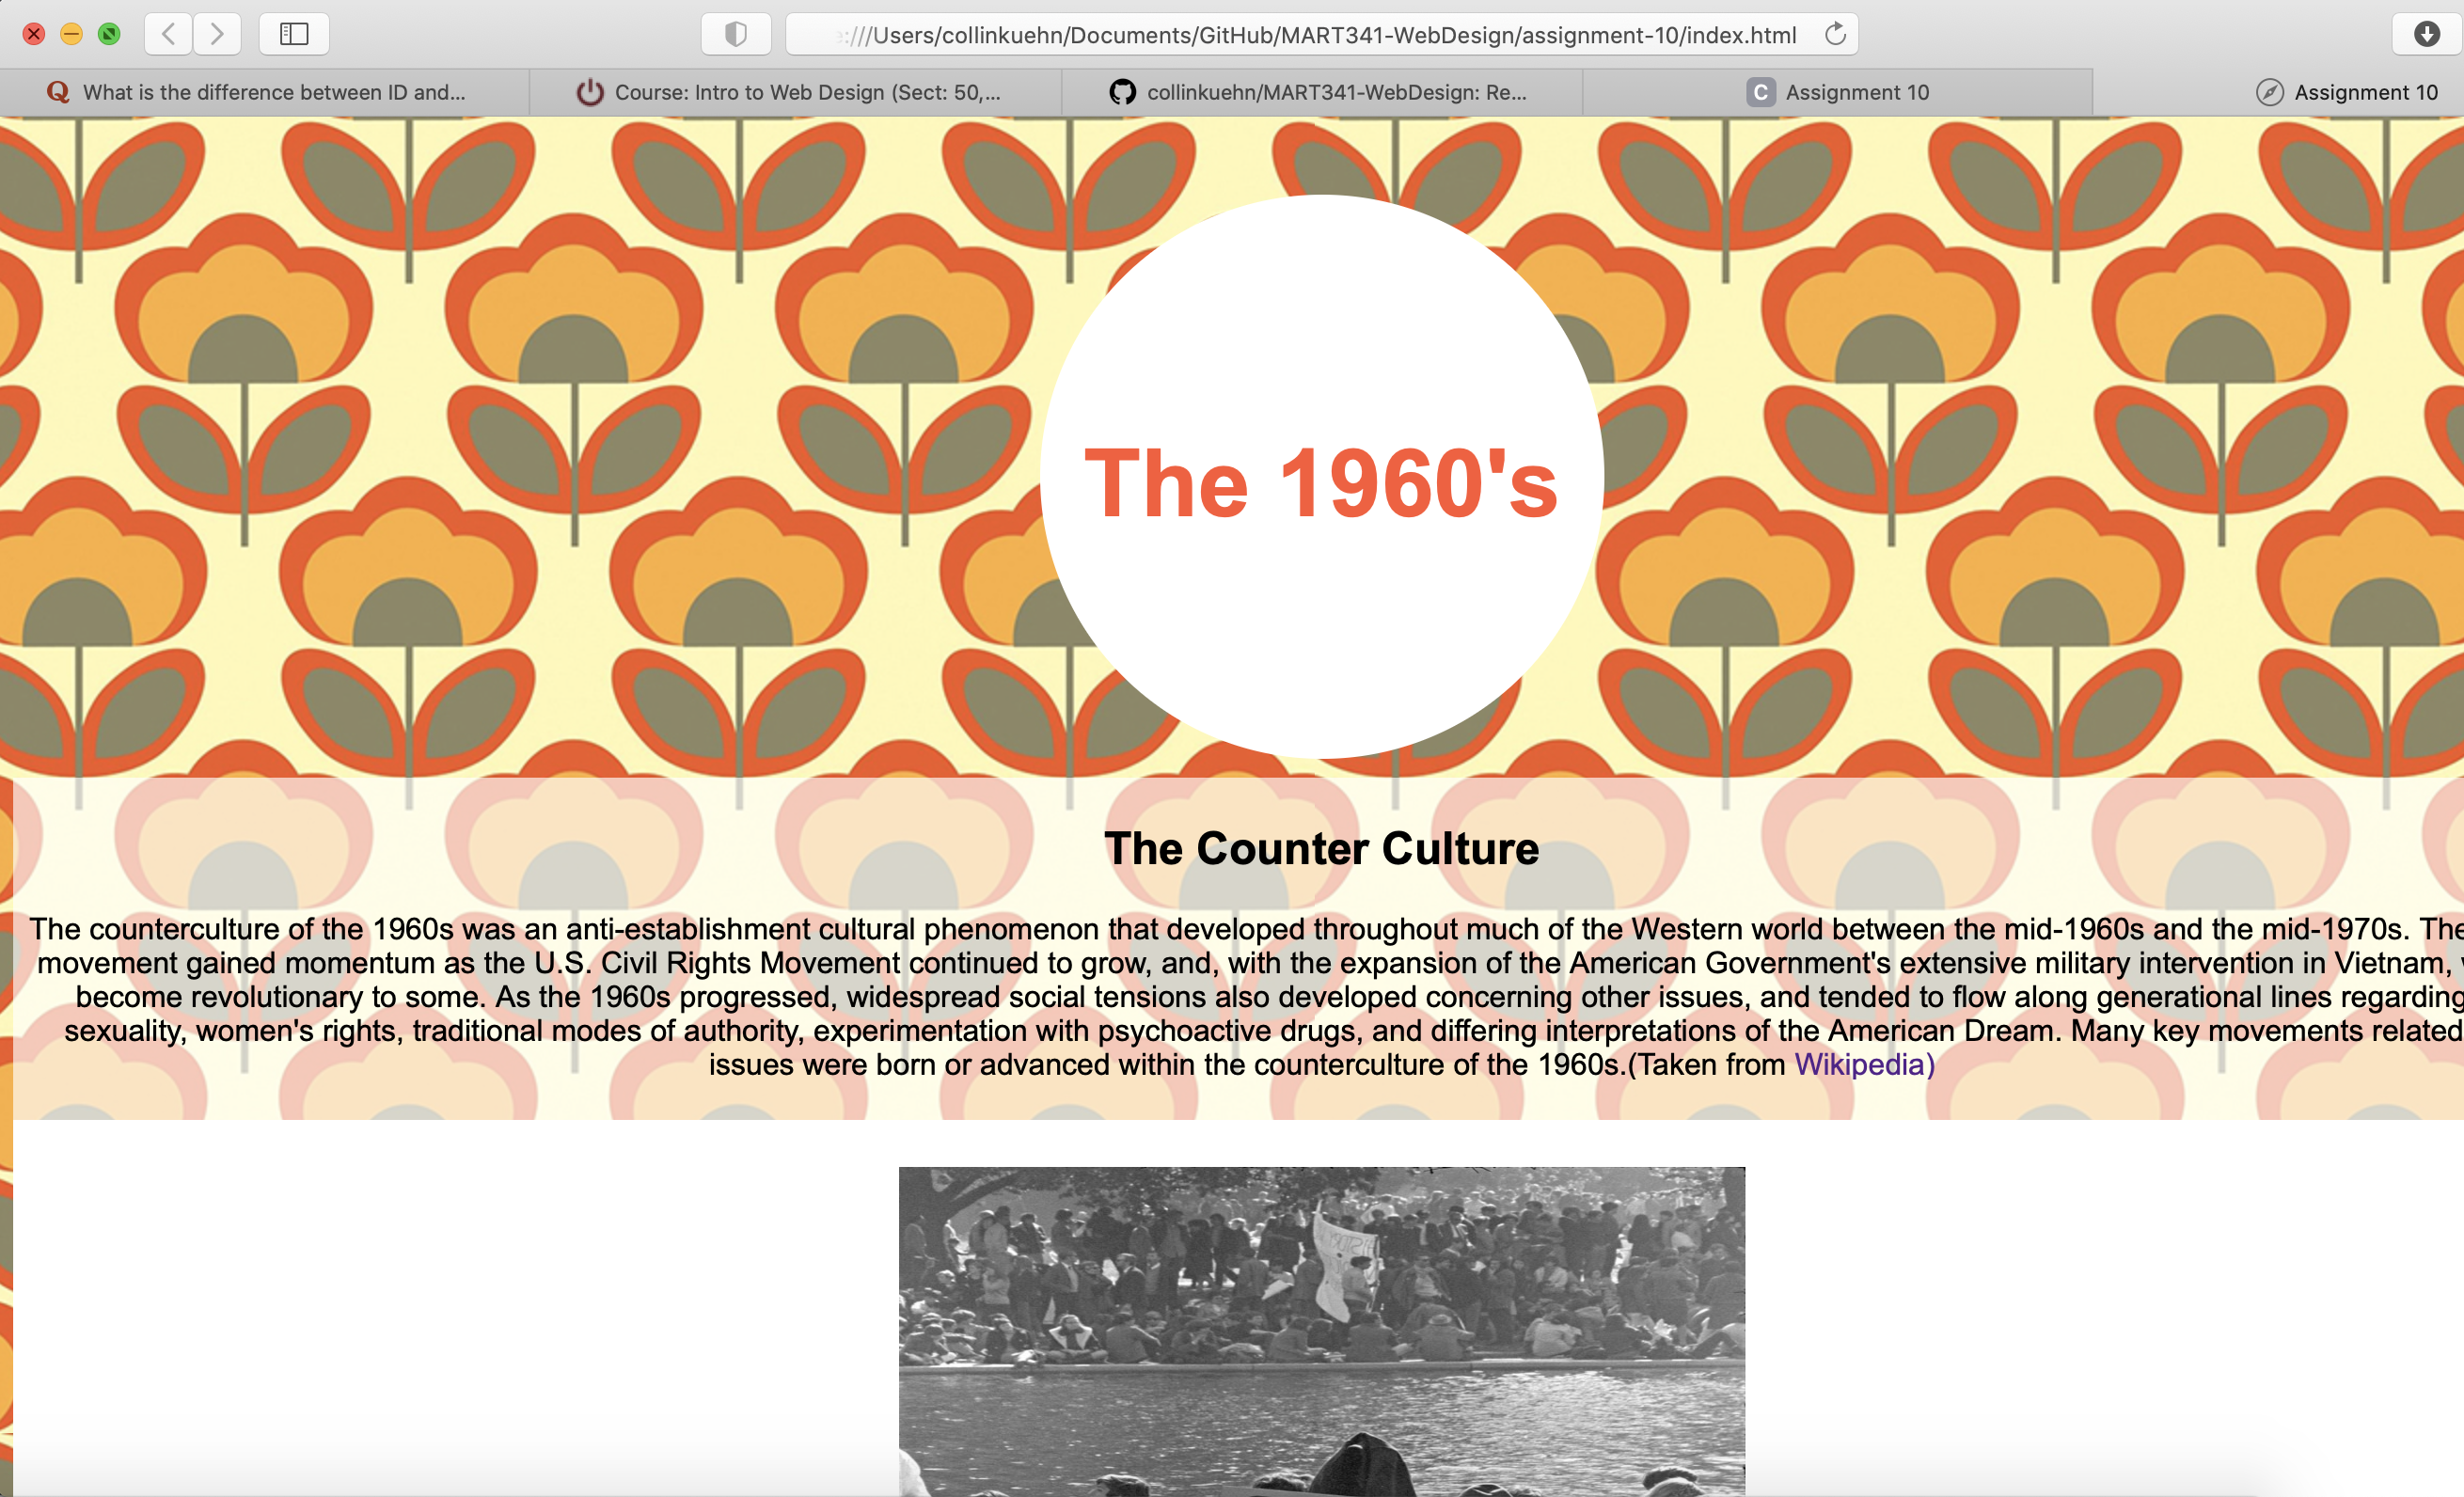 :///Users/collinkuehn/Documents/GitHub/MART341-WebDesign/assignment-10/index.html
What is the difference between ID and...
Course: Intro to Web Design (Sect: 50,...
collinkuehn/MART341-WebDesign: Re...
C Assignment 10
Assignment 10
The 1960's
The Counter Culture
The counterculture of the 1960s was an anti-establishment cultural phenomenon that developed throughout much of the Western world between the mid-1960s and the mid-1970s. The
movement gained momentum as the U.S. Civil Rights Movement continued to grow, and, with the expansion of the American Government's extensive military intervention in Vietnam,
become revolutionary to some. As the 1960s progressed, widespread social tensions also developed concerning other issues, and tended to flow along generational lines regarding
sexuality, women's rights, traditional modes of authority, experimentation with psychoactive drugs, and differing interpretations of the American Dream. Many key movements related
issues were born or advanced within the counterculture of the 1960s.(Taken from Wikipedia)